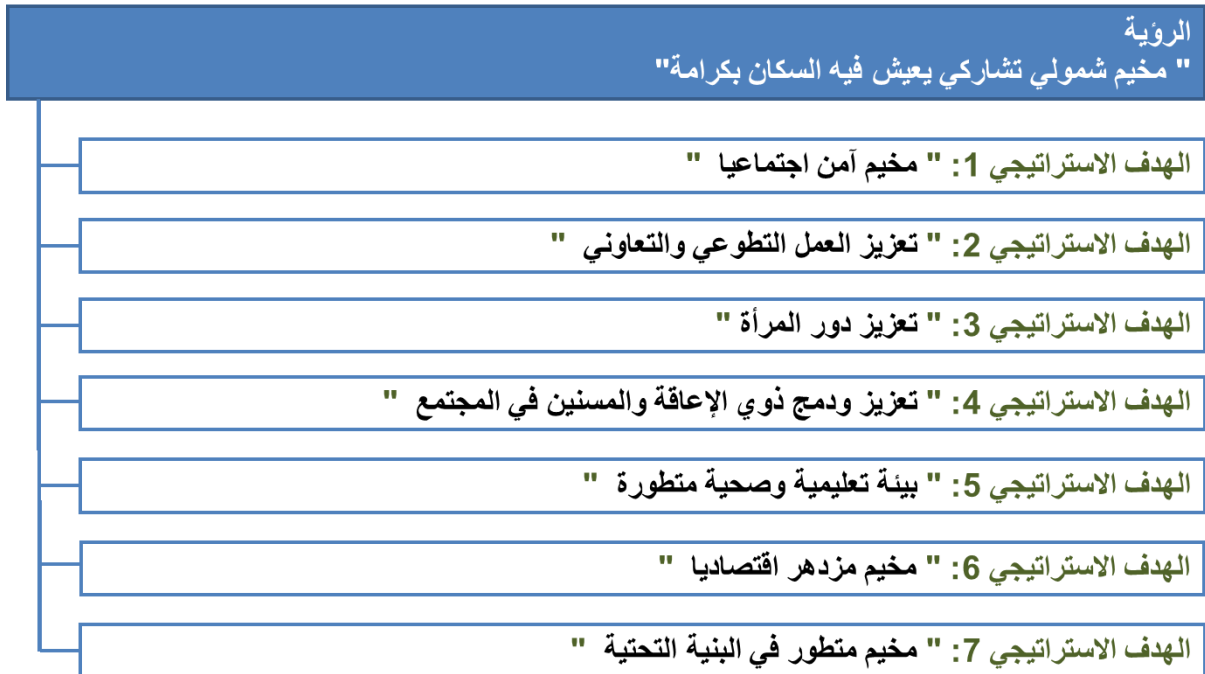 الرؤية
" مخيم شمولي تشاركي يعيش فيه السكان بكرامة"
الهدف الاستراتيجي 1: " مخيم آمن اجتماعيا "
الهدف الاستراتيجي 2: " تعزيز العمل التطوعي والتعاوني "
الهدف الاستراتيجي 3: " تعزيز دور المرأة "
الهدف الاستراتيجي 4: " تعزيز ودمج ذوي الإعاقة والمسنين في المجتمع "
الهدف الاستراتيجي 5: " بيئة تعليمية وصحية متطورة "
الهدف الاستراتيجي 6: " مخيم مزدهر اقتصاديا "
الهدف الاستراتيجي 7: " مخيم متطور في البنية التحتية "